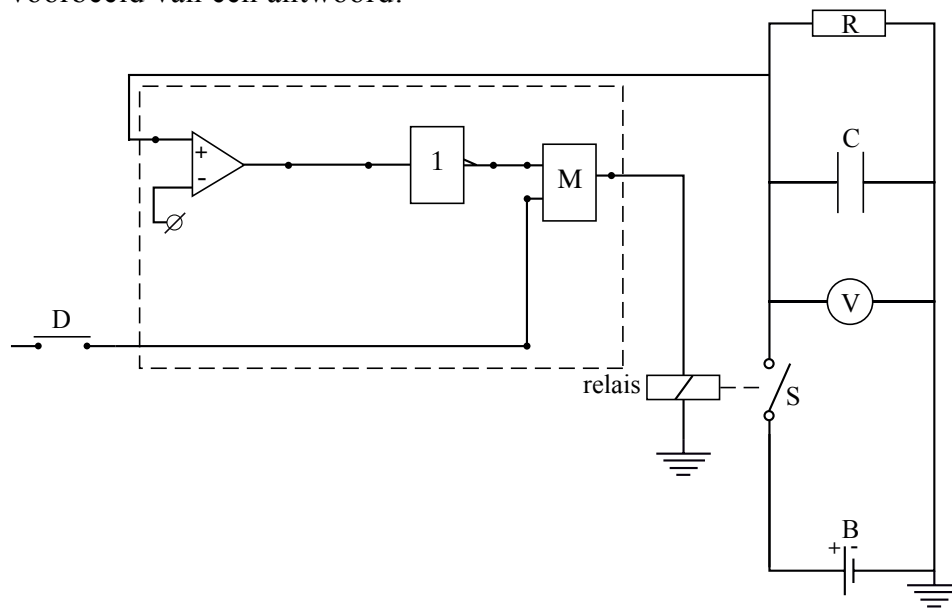 voorbeeld van een antwoord:
R
C
+
-
1
M
V
D
relais
S
B
+ -